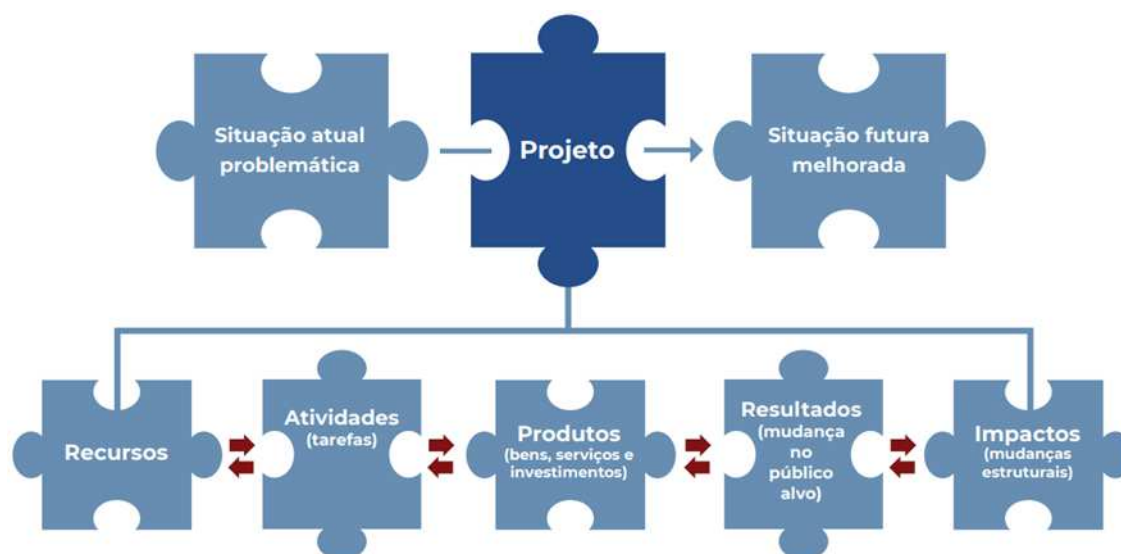 Situação atual
problemática
Projeto
Situação futura
melhorada
Recursos
Atividades
(tarefas)
Produtos
(bens, serviços e
investimentos)
Resultados
(mudança
no
público
alvo)
Impactos
(mudanças
estruturais)